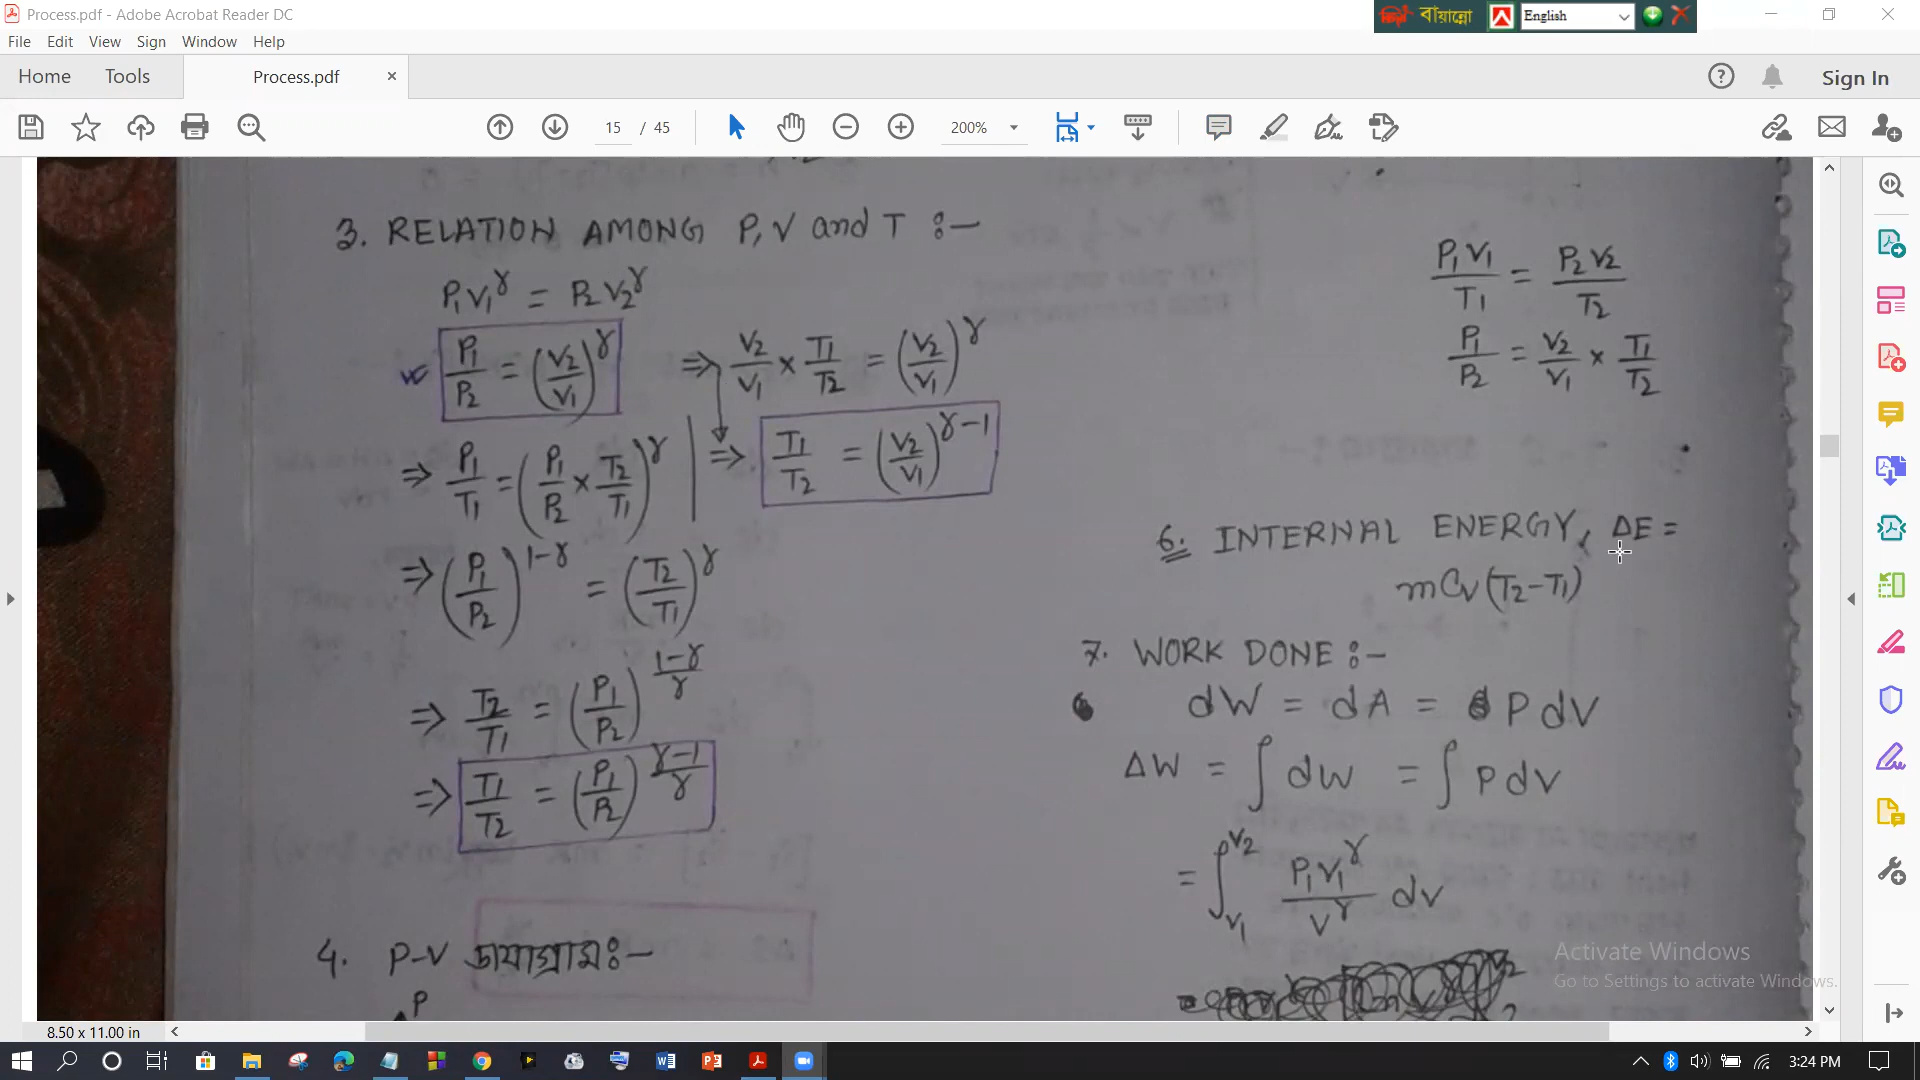 Process.pdf - Adobe Acrobat Reader DC
বায়ান্নো English
File Edit View Sign Window Help
Home Tools Process.pdf × Sign In
15 / 45 200%
3. RELATION AMONG P, V and T :-
P₁V₁^γ = P₂V₂^γ
P₁/P₂ = (V₂/V₁)^γ
⇒ V₂/V₁ × T₁/T₂ = (V₂/V₁)^γ
⇒ P₁/T₁ = (P₁/P₂ × T₂/T₁)^γ
⇒ T₁/T₂ = (V₂/V₁)^γ-1
⇒ (P₁/P₂)^1-γ = (T₂/T₁)^γ
⇒ T₂/T₁ = (P₁/P₂)^1-γ/γ
⇒ T₁/T₂ = (P₁/P₂)^γ-1/γ
4. P-V ডায়াগ্রাম:-
P
P₁V₁/T₁ = P₂V₂/T₂
P₁/P₂ = V₂/V₁ × T₁/T₂
6. INTERNAL ENERGY, ΔE =
mCv(T₂-T₁)
7. WORK DONE :-
dW = dA = PdV
ΔW = ∫ dW = ∫ PdV
= ∫V₁^V₂ P₁V₁^γ/V^γ dV
Activate Windows
Go to Settings to activate Windows.
8.50 x 11.00 in
3:24 PM